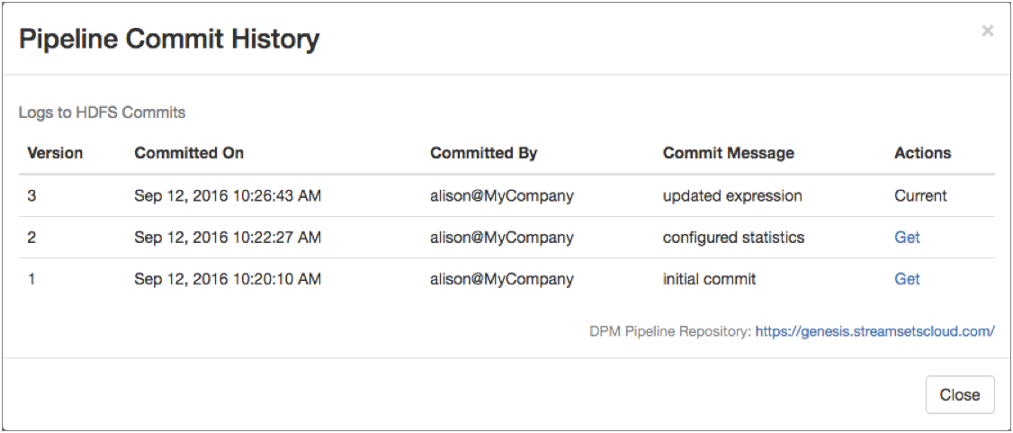 Pipeline Commit History ×
Logs to HDFS Commits
Version Committed On Committed By Commit Message Actions
3 Sep 12, 2016 10:26:43 AM alison@MyCompany updated expression Current
2 Sep 12, 2016 10:22:27 AM alison@MyCompany configured statistics Get
1 Sep 12, 2016 10:20:10 AM alison@MyCompany initial commit Get
DPM Pipeline Repository: https://genesis.streamsetscloud.com/
Close